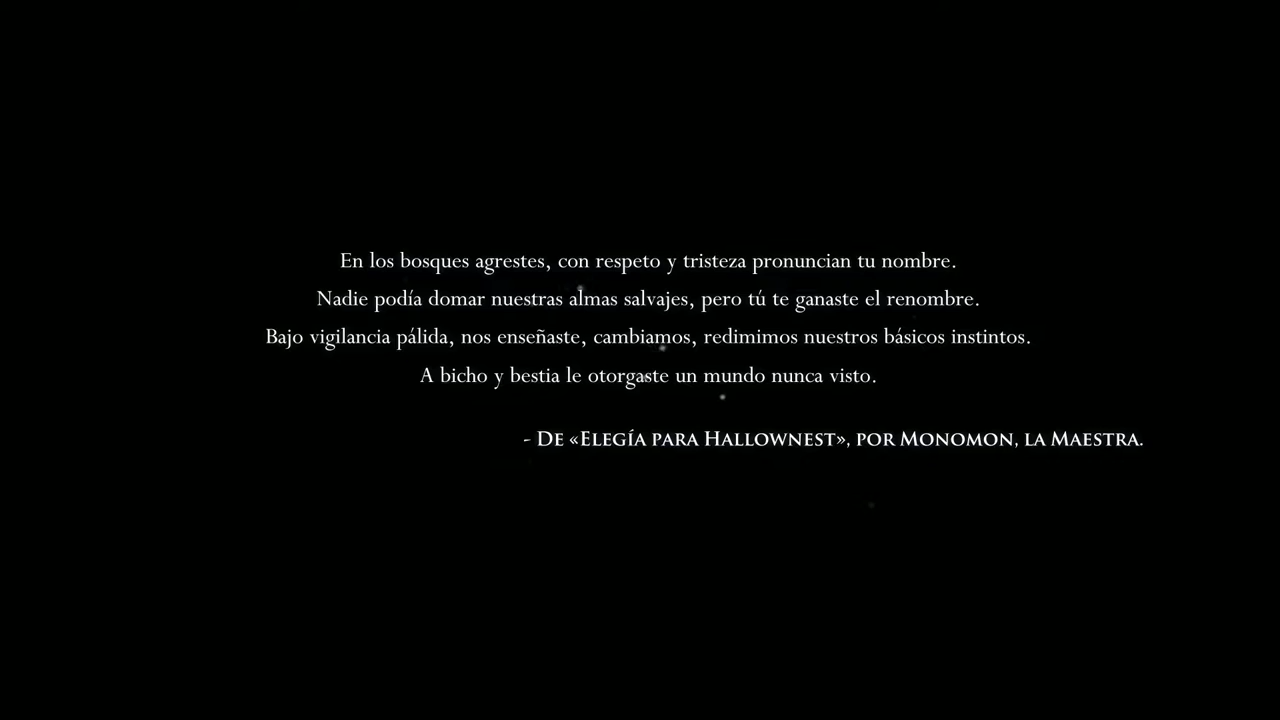 En los bosques agrestes, con respeto y tristeza pronuncian tu nombre.
Nadie podía domar nuestras almas salvajes, pero tú te ganaste el renombre.
Bajo vigilancia pálida, nos enseñaste, cambiamos, redimimos nuestros básicos instintos.
A bicho y bestia le otorgaste un mundo nunca visto.
- De «Elegía para Hallownest», por Monomon, la Maestra.